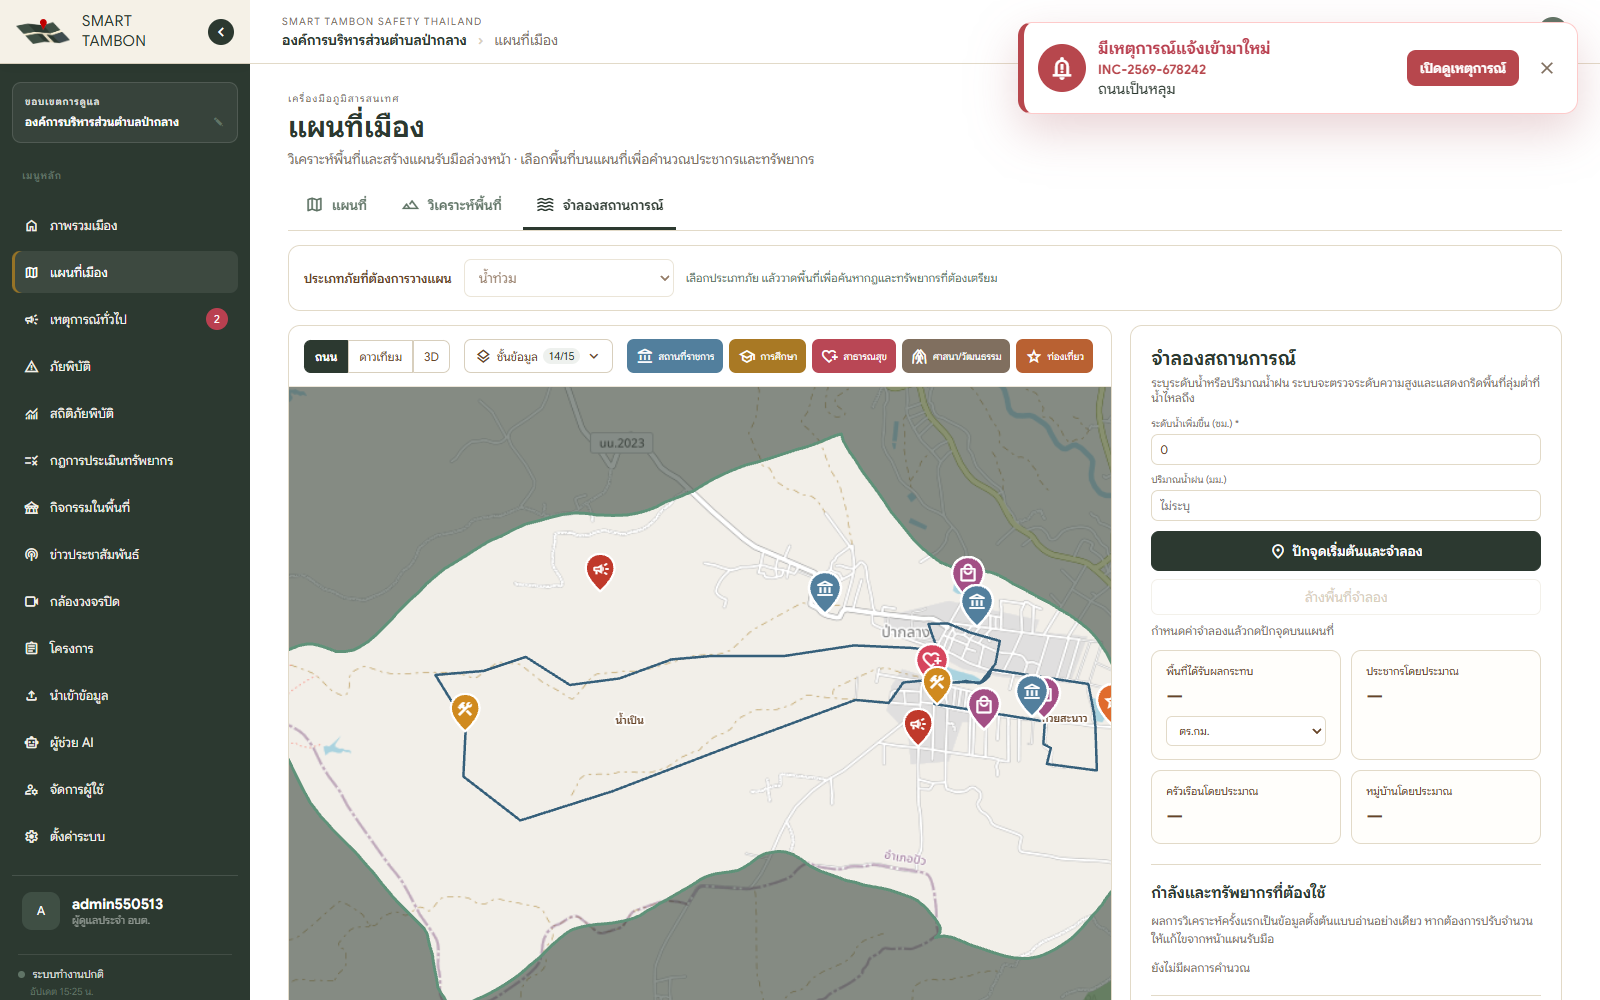 SMART
TAMBON
ขอบเขตการดูแล
องค์การบริหารส่วนตำบลป่ากลาง
เมนูหลัก
ภาพรวมเมือง
แผนที่เมือง
เหตุการณ์ทั่วไป
2
ภัยพิบัติ
สถิติภัยพิบัติ
กฎการประเมินทรัพยากร
กิจกรรมในพื้นที่
ข่าวประชาสัมพันธ์
กล้องวงจรปิด
โครงการ
นำเข้าข้อมูล
ผู้ช่วย AI
จัดการผู้ใช้
ตั้งค่าระบบ
A
admin550513
ผู้ดูแลประจำ อบต.
ระบบทำงานปกติ
อัปเดต 15:25 น.
SMART TAMBON SAFETY THAILAND
องค์การบริหารส่วนตำบลป่ากลาง › แผนที่เมือง
มีเหตุการณ์แจ้งเข้ามาใหม่
INC-2569-678242
ถนนเป็นหลุม
เปิดดูเหตุการณ์
เครื่องมือภูมิสารสนเทศ
แผนที่เมือง
วิเคราะห์พื้นที่และสร้างแผนรับมือล่วงหน้า · เลือกพื้นที่บนแผนที่เพื่อคำนวณประชากรและทรัพยากร
แผนที่
วิเคราะห์พื้นที่
จำลองสถานการณ์
ประเภทภัยที่ต้องการวางแผน
น้ำท่วม
เลือกประเภทภัย แล้ววาดพื้นที่เพื่อค้นหากฎและทรัพยากรที่ต้องเตรียม
ถนน
ดาวเทียม
3D
ชั้นข้อมูล 14/15
สถานที่ราชการ
การศึกษา
สาธารณสุข
ศาสนา/วัฒนธรรม
ท่องเที่ยว
นน.2023
ป่ากลาง
น้ำเปิน
วยสะนาว
อำเภอปัว
จำลองสถานการณ์
ระบุระดับน้ำหรือปริมาณน้ำฝน ระบบจะตรวจระดับความสูงและแสดงกริดพื้นที่ลุ่มต่ำที่
น้ำไหลถึง
ระดับน้ำเพิ่มขึ้น (ซม.) *
0
ปริมาณน้ำฝน (มม.)
ไม่ระบุ
ปักจุดเริ่มต้นและจำลอง
ล้างพื้นที่จำลอง
กำหนดค่าจำลองแล้วกดปักจุดบนแผนที่
พื้นที่ได้รับผลกระทบ
—
ตร.กม.
ประชากรโดยประมาณ
—
ครัวเรือนโดยประมาณ
—
หมู่บ้านโดยประมาณ
—
กำลังและทรัพยากรที่ต้องใช้
ผลการวิเคราะห์ครั้งแรกเป็นข้อมูลตั้งต้นแบบอ่านอย่างเดียว หากต้องการปรับจำนวน
ให้แก้ไขจากหน้าแผนรับมือ
ยังไม่มีผลการคำนวณ